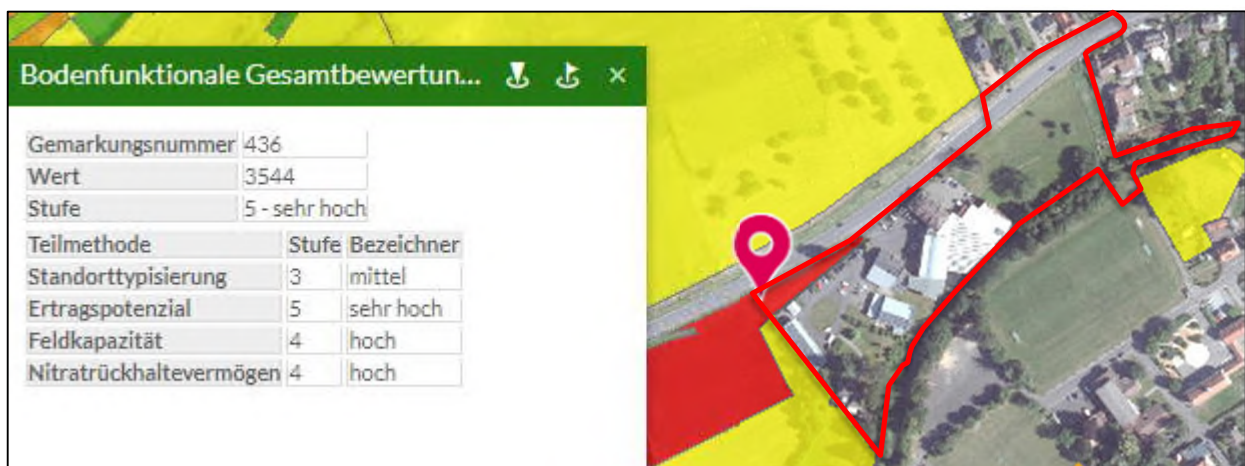 Bodenfunktionale Gesamtbewertun...
Gemarkungsnummer 436
Wert 3544
Stufe 5 - sehr hoch
Teilmethode Stufe Bezeichner
Standorttypisierung 3 mittel
Ertragspotenzial 5 sehr hoch
Feldkapazität 4 hoch
Nitratrückhaltevermögen 4 hoch